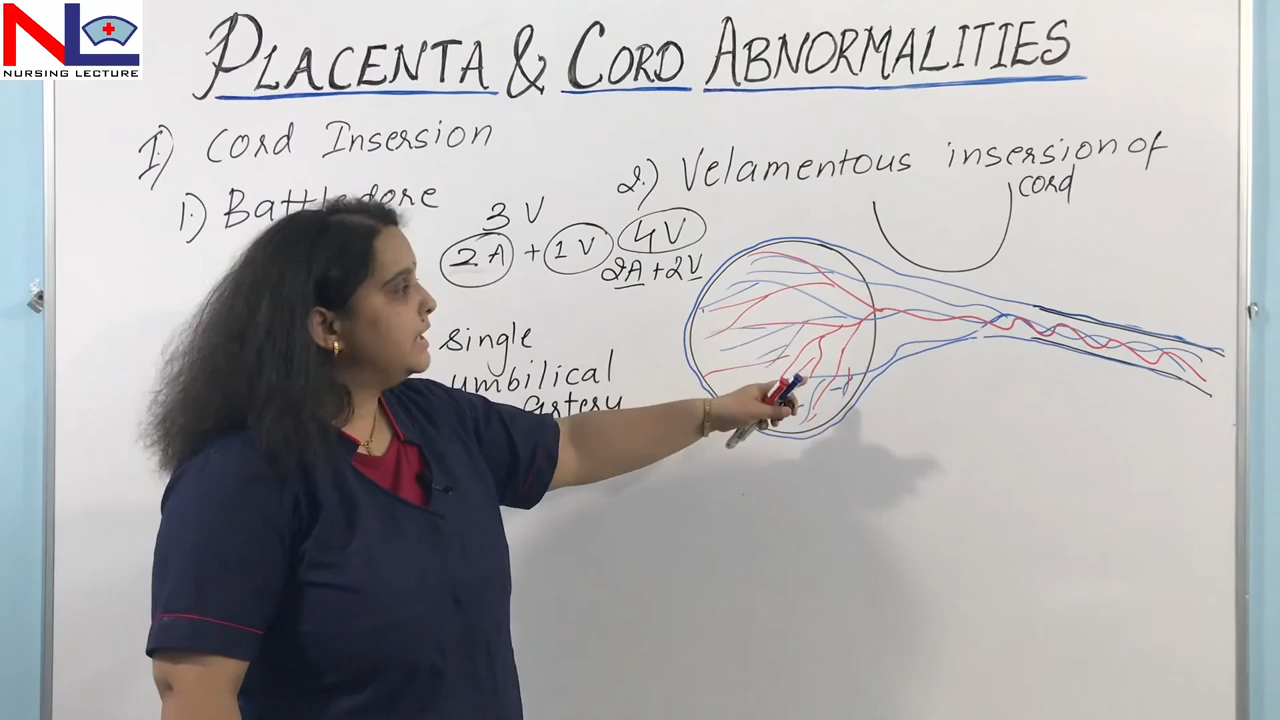 NL
NURSING LECTURE
PLACENTA & CORD ABNORMALITIES
I) Cord Insersion
1.) Battledore
3 V
2A + 1V
4V
2A + 2V
Single
umbilical
artery
2.) Velamentous insersion of
cord